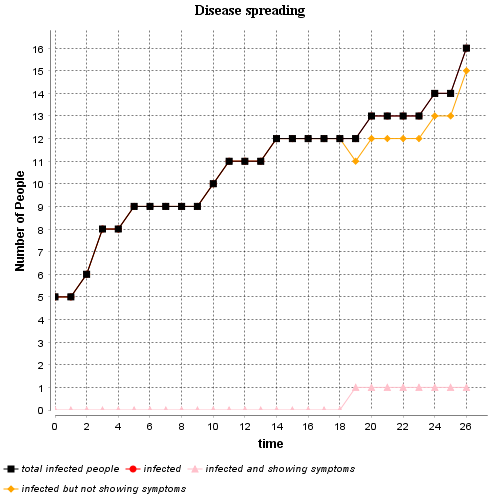 Disease spreading
Number of People
16
15
14
13
12
11
10
9
8
7
6
5
4
3
2
1
0
0 2 4 6 8 10 12 14 16 18 20 22 24 26
time
total infected people infected infected and showing symptoms
infected but not showing symptoms